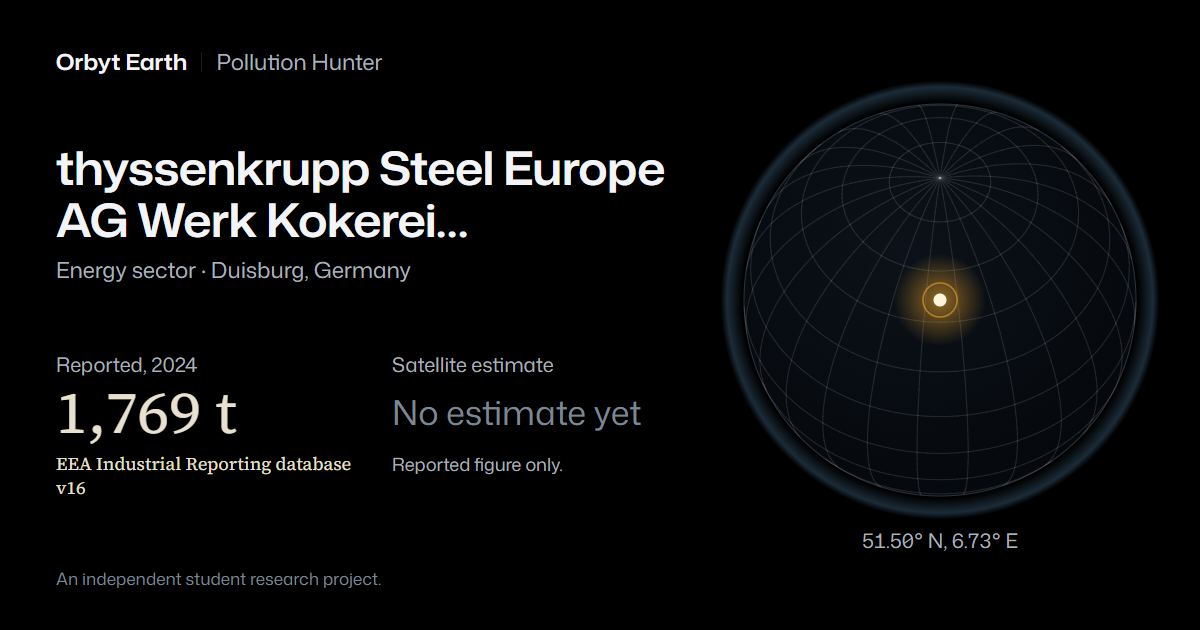 Orbyt Earth | Pollution Hunter
thyssenkrupp Steel Europe
AG Werk Kokerei...
Energy sector · Duisburg, Germany
Reported, 2024
1,769 t
EEA Industrial Reporting database
v16
Satellite estimate
No estimate yet
Reported figure only.
51.50° N, 6.73° E
An independent student research project.